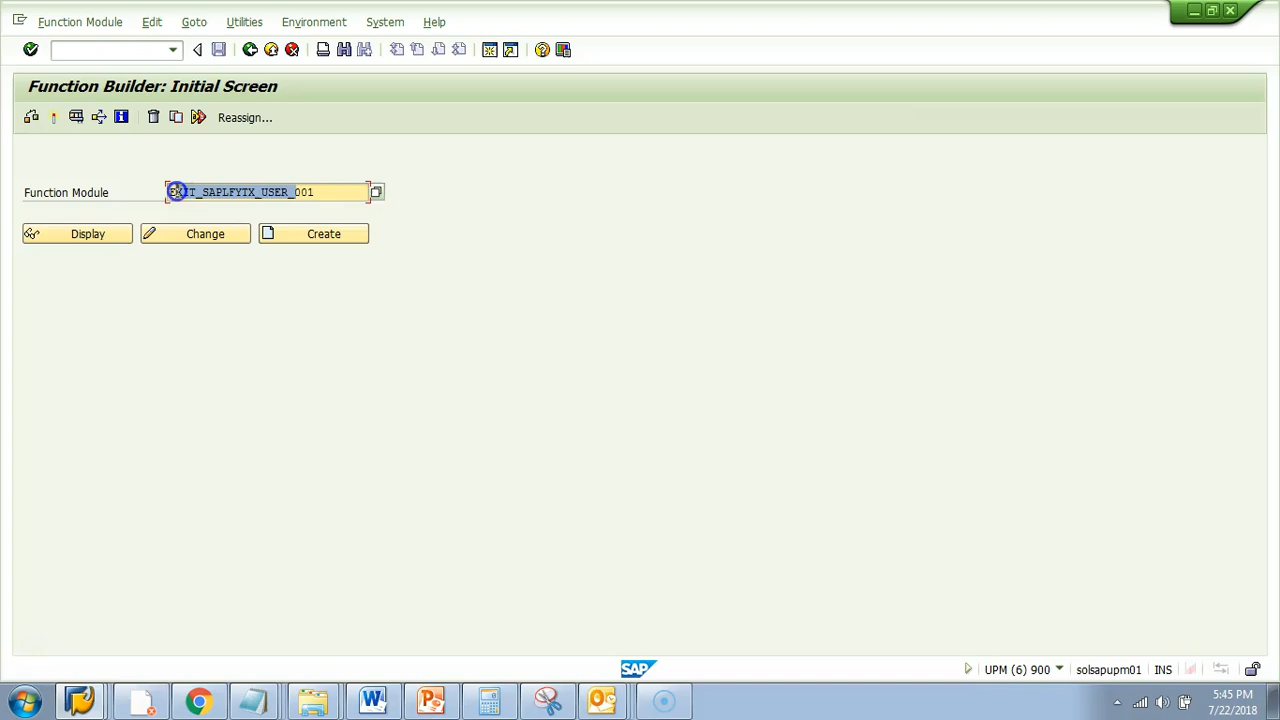 Function Module Edit Goto Utilities Environment System Help
Function Builder: Initial Screen
Reassign...
Function Module EXIT_SAPLFYTX_USER_001
Display Change Create
SAP
UPM (6) 900 solsapupm01 INS
5:45 PM
7/22/2018